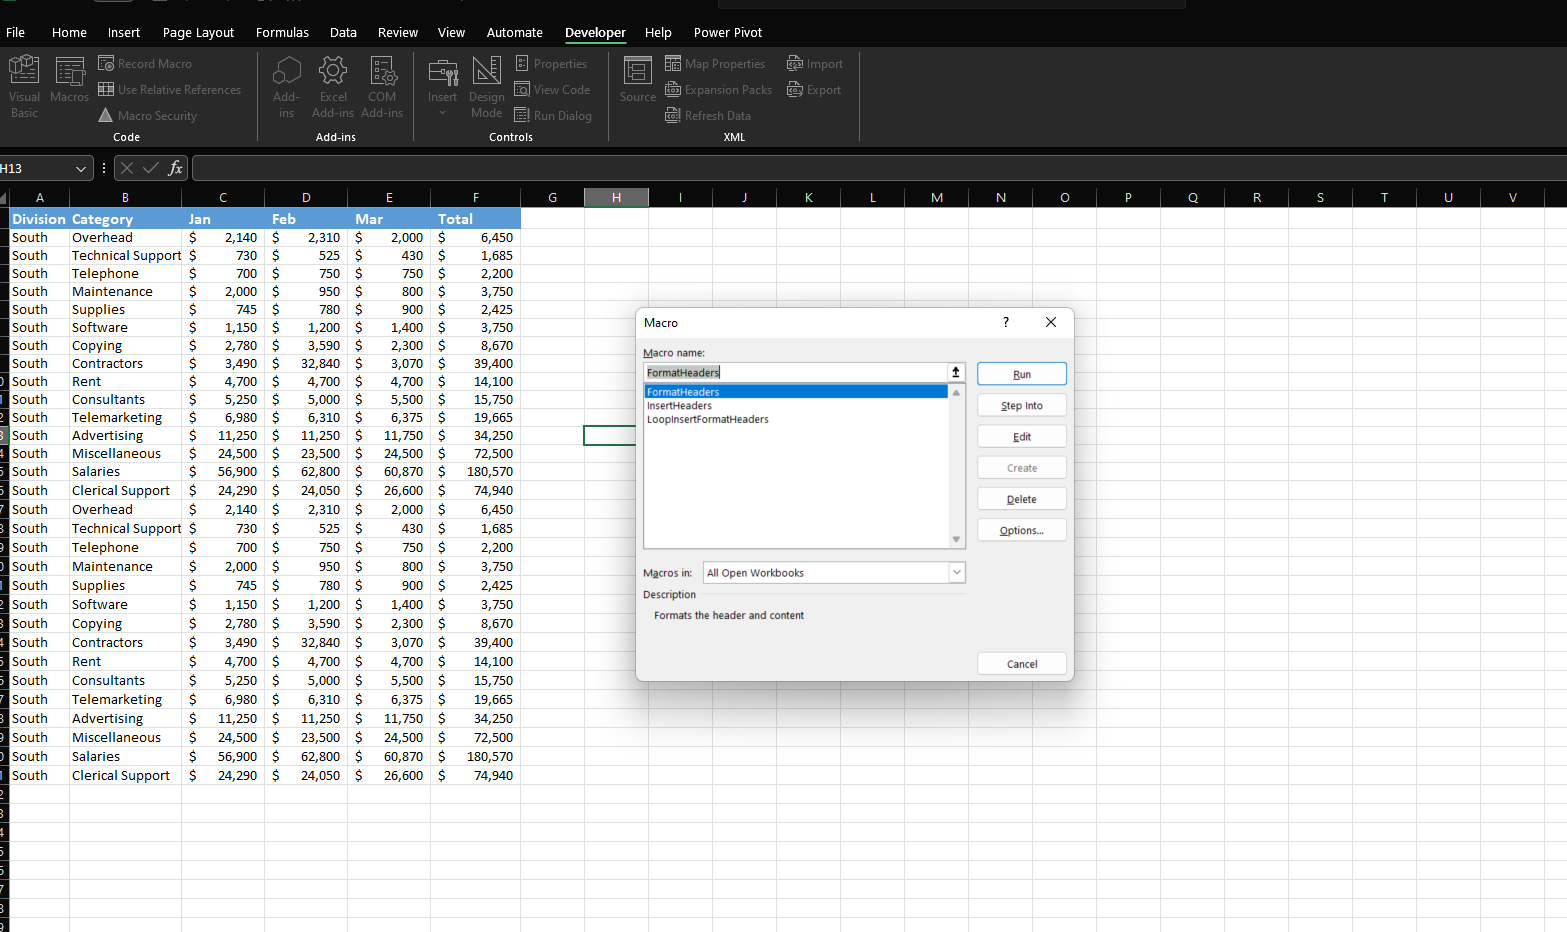 File Home Insert Page Layout Formulas Data Review View Automate Developer Help Power Pivot
Visual Basic Macros Record Macro Use Relative References Macro Security Code
Add-ins Excel Add-ins COM Add-ins Add-ins
Insert Design Mode Properties View Code Run Dialog Controls
Source Map Properties Expansion Packs Refresh Data Import Export XML
H13 fx
A B C D E F G H I J K L M N O P Q R S T U V
Division Category Jan Feb Mar Total
South Overhead $ 2,140 $ 2,310 $ 2,000 $ 6,450
South Technical Support $ 730 $ 525 $ 430 $ 1,685
South Telephone $ 700 $ 750 $ 750 $ 2,200
South Maintenance $ 2,000 $ 950 $ 800 $ 3,750
South Supplies $ 745 $ 780 $ 900 $ 2,425
South Software $ 1,150 $ 1,200 $ 1,400 $ 3,750
South Copying $ 2,780 $ 3,590 $ 2,300 $ 8,670
South Contractors $ 3,490 $ 32,840 $ 3,070 $ 39,400
South Rent $ 4,700 $ 4,700 $ 4,700 $ 14,100
South Consultants $ 5,250 $ 5,000 $ 5,500 $ 15,750
South Telemarketing $ 6,980 $ 6,310 $ 6,375 $ 19,665
South Advertising $ 11,250 $ 11,250 $ 11,750 $ 34,250
South Miscellaneous $ 24,500 $ 23,500 $ 24,500 $ 72,500
South Salaries $ 56,900 $ 62,800 $ 60,870 $ 180,570
South Clerical Support $ 24,290 $ 24,050 $ 26,600 $ 74,940
South Overhead $ 2,140 $ 2,310 $ 2,000 $ 6,450
South Technical Support $ 730 $ 525 $ 430 $ 1,685
South Telephone $ 700 $ 750 $ 750 $ 2,200
South Maintenance $ 2,000 $ 950 $ 800 $ 3,750
South Supplies $ 745 $ 780 $ 900 $ 2,425
South Software $ 1,150 $ 1,200 $ 1,400 $ 3,750
South Copying $ 2,780 $ 3,590 $ 2,300 $ 8,670
South Contractors $ 3,490 $ 32,840 $ 3,070 $ 39,400
South Rent $ 4,700 $ 4,700 $ 4,700 $ 14,100
South Consultants $ 5,250 $ 5,000 $ 5,500 $ 15,750
South Telemarketing $ 6,980 $ 6,310 $ 6,375 $ 19,665
South Advertising $ 11,250 $ 11,250 $ 11,750 $ 34,250
South Miscellaneous $ 24,500 $ 23,500 $ 24,500 $ 72,500
South Salaries $ 56,900 $ 62,800 $ 60,870 $ 180,570
South Clerical Support $ 24,290 $ 24,050 $ 26,600 $ 74,940
Macro ?
Macro name:
FormatHeaders
FormatHeaders
InsertHeaders
LoopInsertFormatHeaders
Run
Step Into
Edit
Create
Delete
Options...
Macros in: All Open Workbooks
Description
Formats the header and content
Cancel